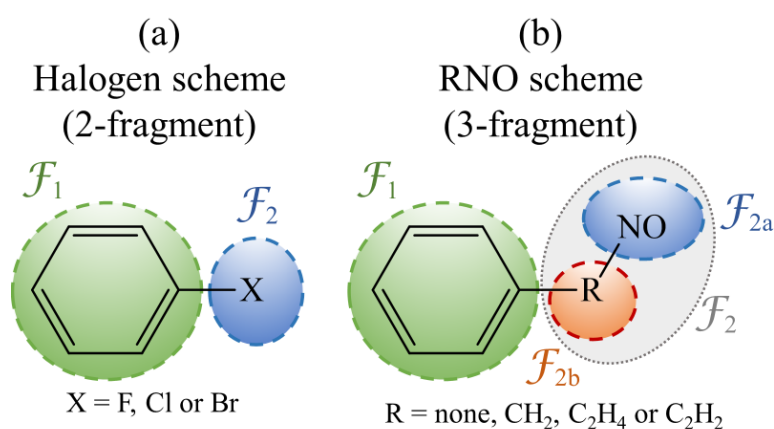 (a)
Halogen scheme
(2-fragment)
ℱ₁
ℱ₂
X
X = F, Cl or Br
(b)
RNO scheme
(3-fragment)
ℱ₁
NO
ℱ₂ₐ
R
ℱ₂
ℱ₂b
R = none, CH₂, C₂H₄ or C₂H₂